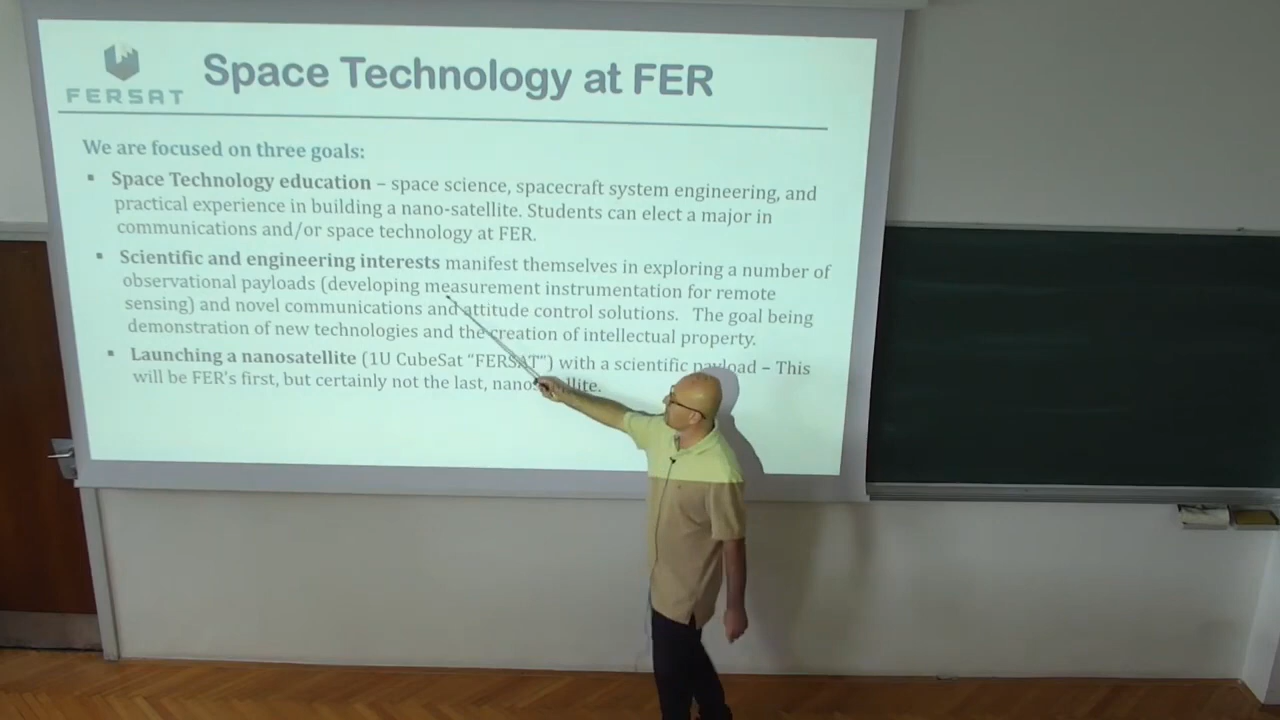 FERSAT
Space Technology at FER
We are focused on three goals:
▪ Space Technology education – space science, spacecraft system engineering, and
practical experience in building a nano-satellite. Students can elect a major in
communications and/or space technology at FER.
▪ Scientific and engineering interests manifest themselves in exploring a number of
observational payloads (developing measurement instrumentation for remote
sensing) and novel communications and attitude control solutions. The goal being
demonstration of new technologies and the creation of intellectual property.
▪ Launching a nanosatellite (1U CubeSat “FERSAT”) with a scientific payload – This
will be FER’s first, but certainly not the last, nanosatellite.